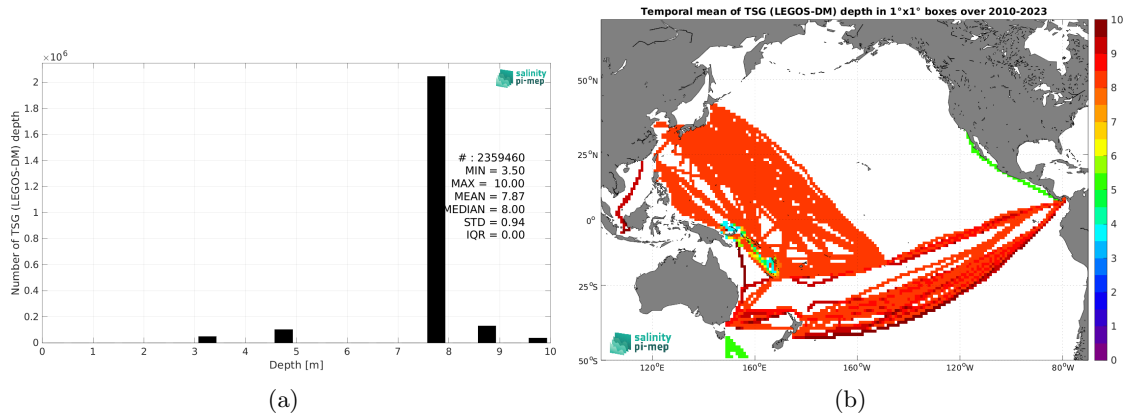 ×10⁶
2
1.8
1.6
1.4
1.2
1
0.8
0.6
0.4
0.2
0
Number of TSG (LEGOS-DM) depth
0 1 2 3 4 5 6 7 8 9 10
Depth [m]
salinity
pi-mep
# : 2359460
MIN = 3.50
MAX = 10.00
MEAN = 7.87
MEDIAN = 8.00
STD = 0.94
IQR = 0.00
(a)
Temporal mean of TSG (LEGOS-DM) depth in 1°x1° boxes over 2010-2023
50°N
25°N
0°
25°S
50°S
120°E 160°E 160°W 120°W 80°W
salinity
pi-mep
10
9
8
7
6
5
4
3
2
1
0
(b)